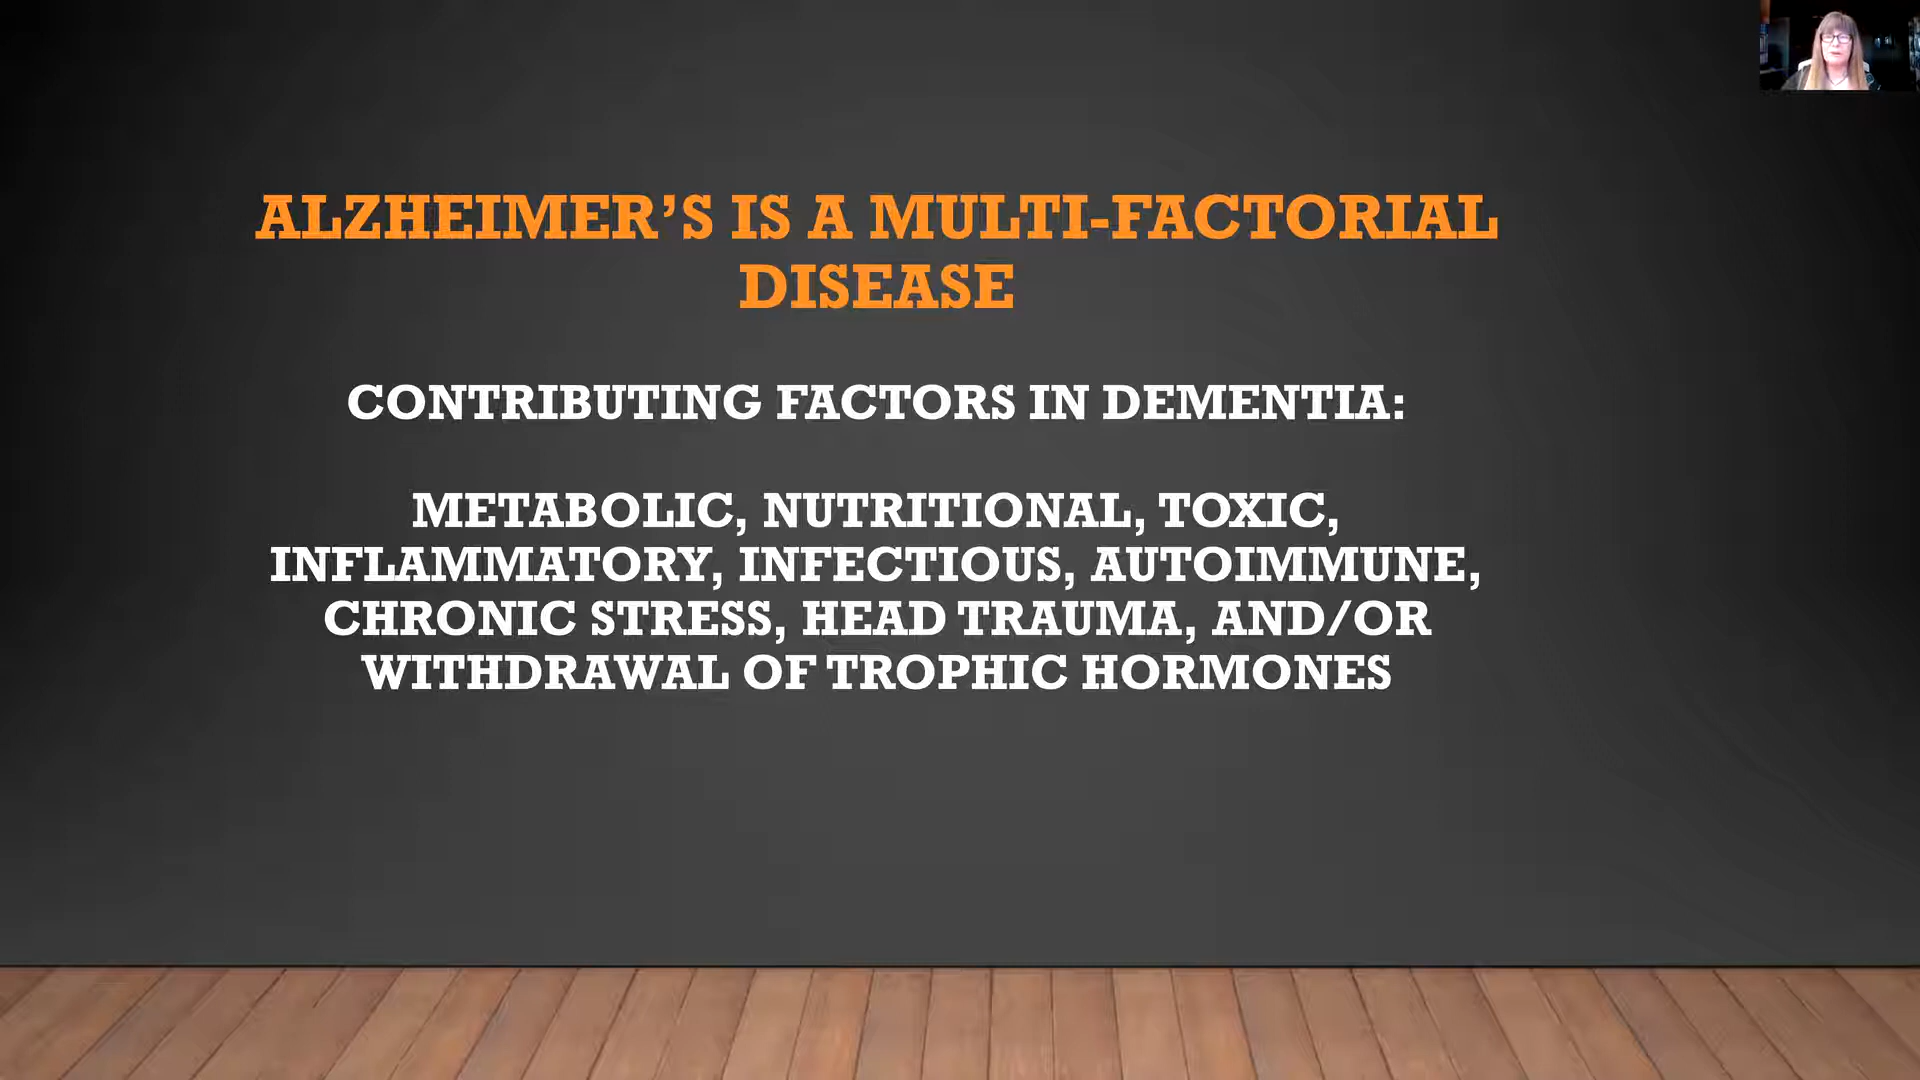 ALZHEIMER’S IS A MULTI-FACTORIAL
DISEASE
CONTRIBUTING FACTORS IN DEMENTIA:
METABOLIC, NUTRITIONAL, TOXIC,
INFLAMMATORY, INFECTIOUS, AUTOIMMUNE,
CHRONIC STRESS, HEAD TRAUMA, AND/OR
WITHDRAWAL OF TROPHIC HORMONES